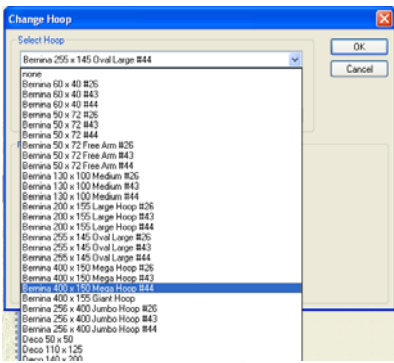 Change Hoop
Select Hoop
Bernina 255 x 145 Oval Large #44
OK
Cancel
none
Bernina 60 x 40 #26
Bernina 60 x 40 #43
Bernina 60 x 40 #44
Bernina 50 x 72 #26
Bernina 50 x 72 #43
Bernina 50 x 72 #44
Bernina 50 x 72 Free Arm #26
Bernina 50 x 72 Free Arm #43
Bernina 50 x 72 Free Arm #44
Bernina 130 x 100 Medium #26
Bernina 130 x 100 Medium #43
Bernina 130 x 100 Medium #44
Bernina 200 x 155 Large Hoop #26
Bernina 200 x 155 Large Hoop #43
Bernina 200 x 155 Large Hoop #44
Bernina 255 x 145 Oval Large #26
Bernina 255 x 145 Oval Large #43
Bernina 255 x 145 Oval Large #44
Bernina 400 x 150 Mega Hoop #26
Bernina 400 x 150 Mega Hoop #43
Bernina 400 x 150 Mega Hoop #44
Bernina 400 x 155 Giant Hoop
Bernina 256 x 400 Jumbo Hoop #26
Bernina 256 x 400 Jumbo Hoop #43
Bernina 256 x 400 Jumbo Hoop #44
Deco 50 x 50
Deco 110 x 125
Deco 140 x 200